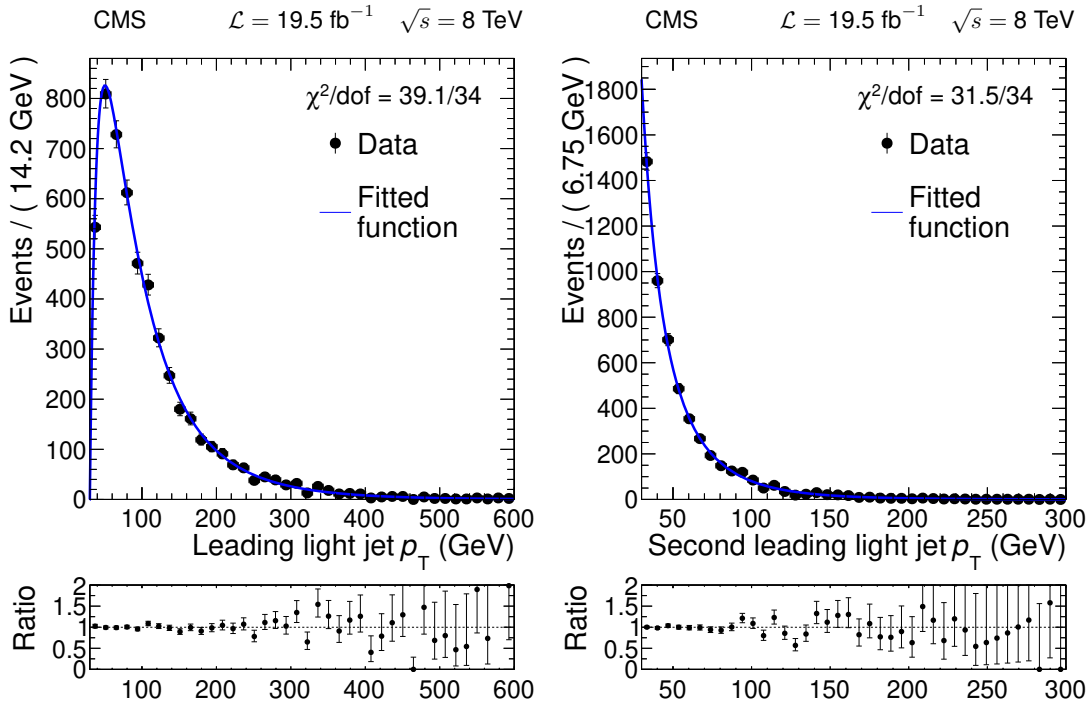 CMS ℒ = 19.5 fb⁻¹ √s = 8 TeV
Events / ( 14.2 GeV )
800
700
600
500
400
300
200
100
0
χ²/dof = 39.1/34
Data
Fitted
function
100 200 300 400 500 600
Leading light jet p_T (GeV)
Ratio
2
1.5
1
0.5
0
100 200 300 400 500 600
CMS ℒ = 19.5 fb⁻¹ √s = 8 TeV
Events / ( 6.75 GeV )
1800
1600
1400
1200
1000
800
600
400
200
0
χ²/dof = 31.5/34
Data
Fitted
function
50 100 150 200 250 300
Second leading light jet p_T (GeV)
Ratio
2
1.5
1
0.5
0
50 100 150 200 250 300